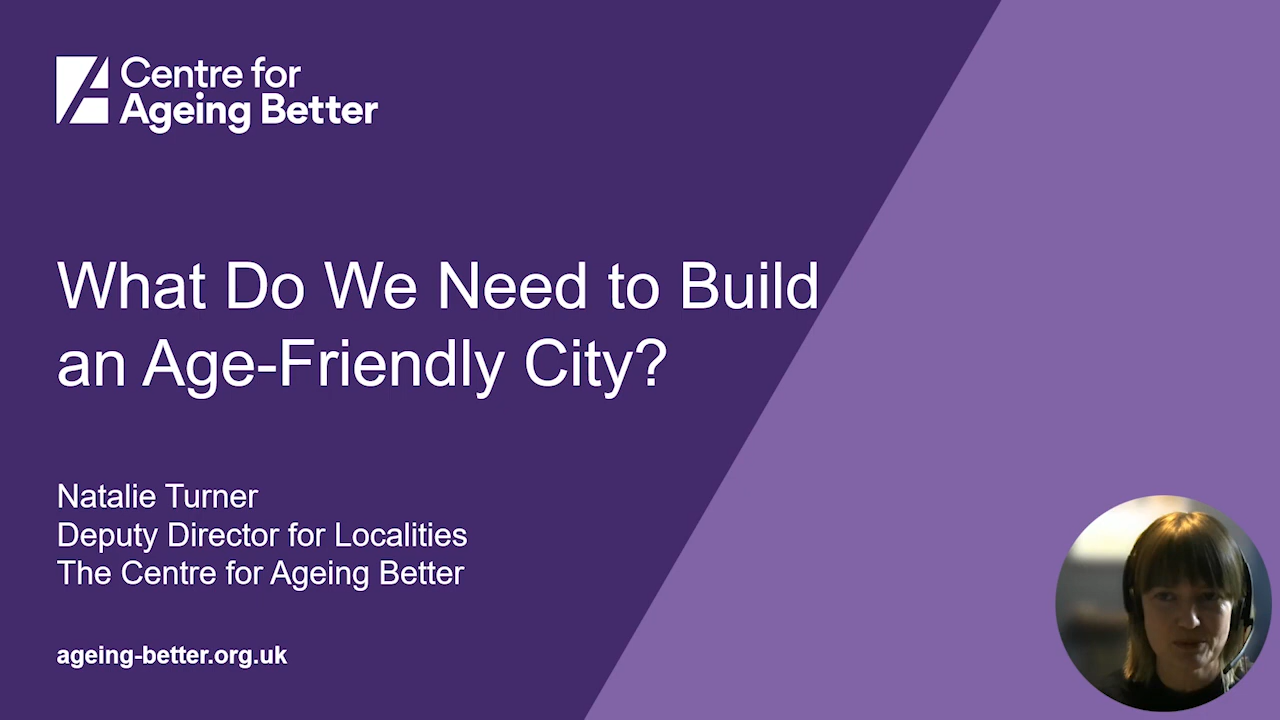 Centre for
Ageing Better
What Do We Need to Build
an Age-Friendly City?
Natalie Turner
Deputy Director for Localities
The Centre for Ageing Better
ageing-better.org.uk